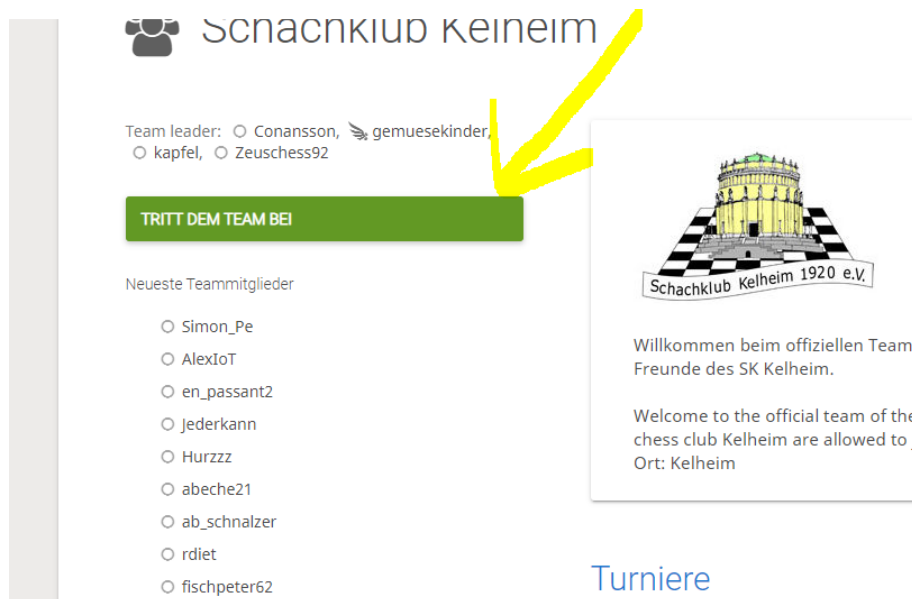 Schachklub Kelheim
Team leader: Conansson, gemuesekinder,
kapfel, Zeuschess92
TRITT DEM TEAM BEI
Neueste Teammitglieder
Simon_Pe
AlexIoT
en_passant2
Jederkann
Hurzzz
abeche21
ab_schnalzer
rdiet
fischpeter62
Schachklub Kelheim 1920 e.V.
Willkommen beim offiziellen Team
Freunde des SK Kelheim.
Welcome to the official team of the
chess club Kelheim are allowed to
Ort: Kelheim
Turniere